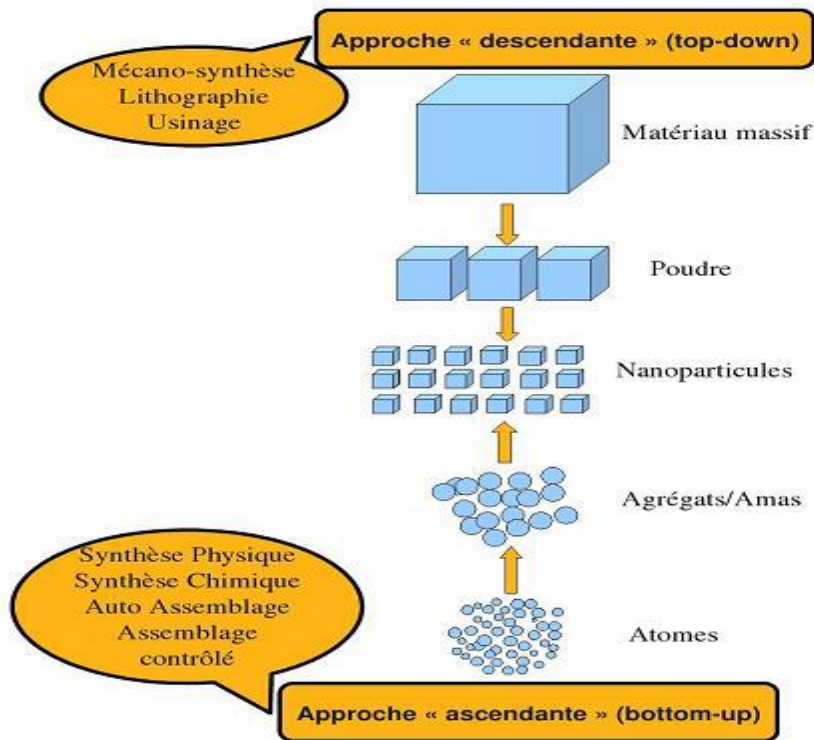 Approche « descendante » (top-down)
Mécano-synthèse
Lithographie
Usinage
Matériau massif
Poudre
Nanoparticules
Agrégats/Amas
Synthèse Physique
Synthèse Chimique
Auto Assemblage
Assemblage
contrôlé
Atomes
Approche « ascendante » (bottom-up)